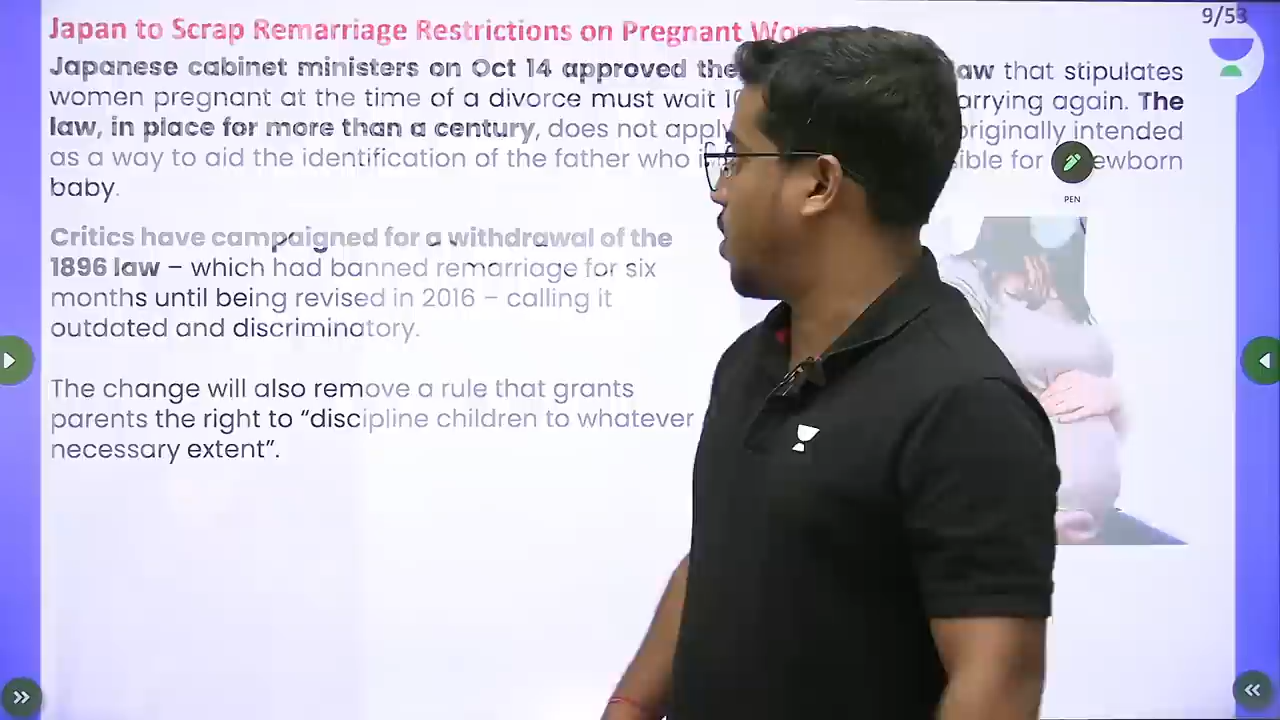 Japan to Scrap Remarriage Restrictions on Pregnant
9/53
Japanese cabinet ministers on Oct 14 approved the that stipulates
women pregnant at the time of a divorce must wait again. The
law, in place for more than a century, does not apply originally intended
as a way to aid the identification of the father who for
baby.
PEN
Critics have campaigned for a withdrawal of the
1896 law – which had banned remarriage for six
months until being revised in 2016 – calling it
outdated and discriminatory.
The change will also remove a rule that grants
parents the right to “discipline children to whatever
necessary extent”.